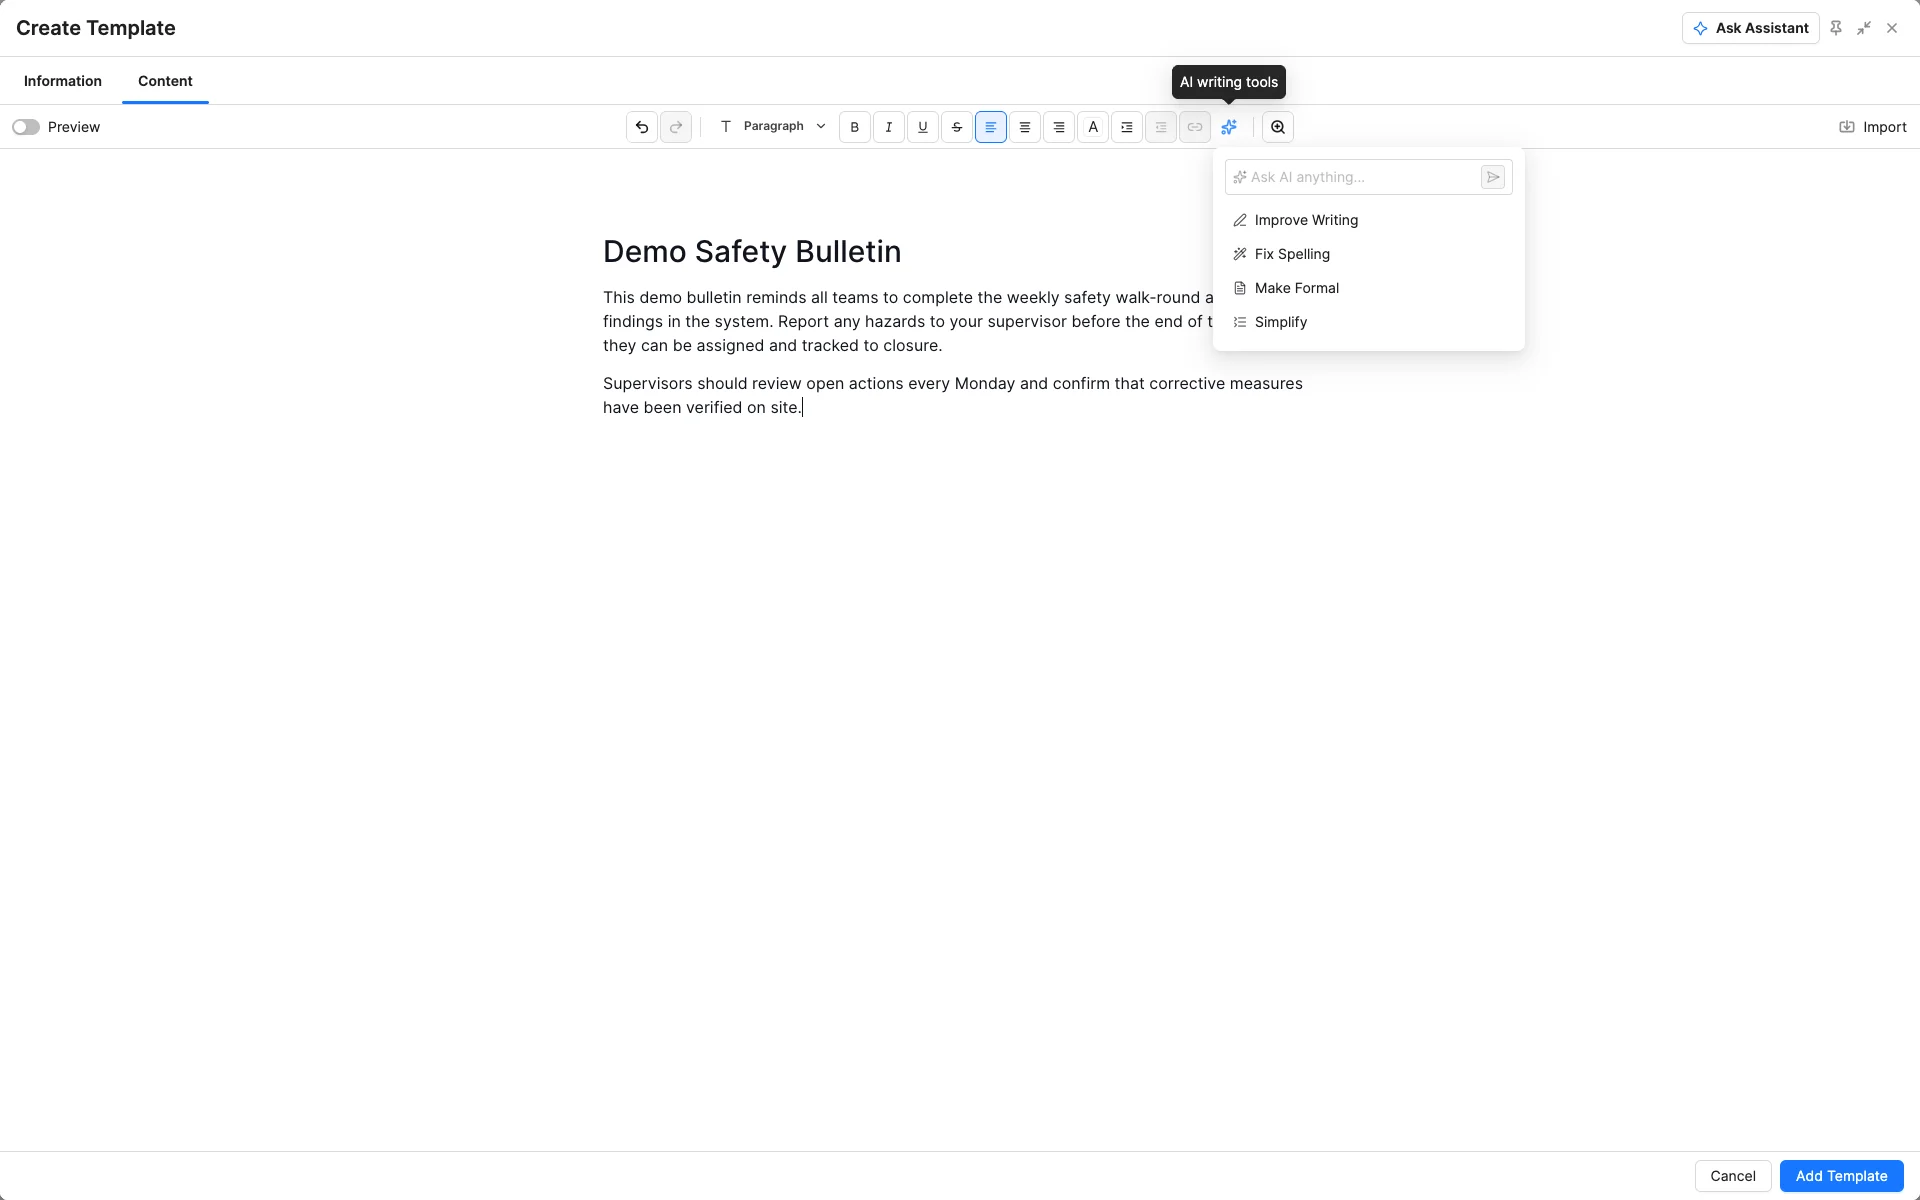 Create Template
Ask Assistant
Information
Content
AI writing tools
Preview
Paragraph
B
I
U
S
A
Import
Ask AI anything...
Improve Writing
Fix Spelling
Make Formal
Simplify
Demo Safety Bulletin
This demo bulletin reminds all teams to complete the weekly safety walk-round
findings in the system. Report any hazards to your supervisor before the end of
they can be assigned and tracked to closure.
Supervisors should review open actions every Monday and confirm that corrective measures
have been verified on site.
Cancel
Add Template